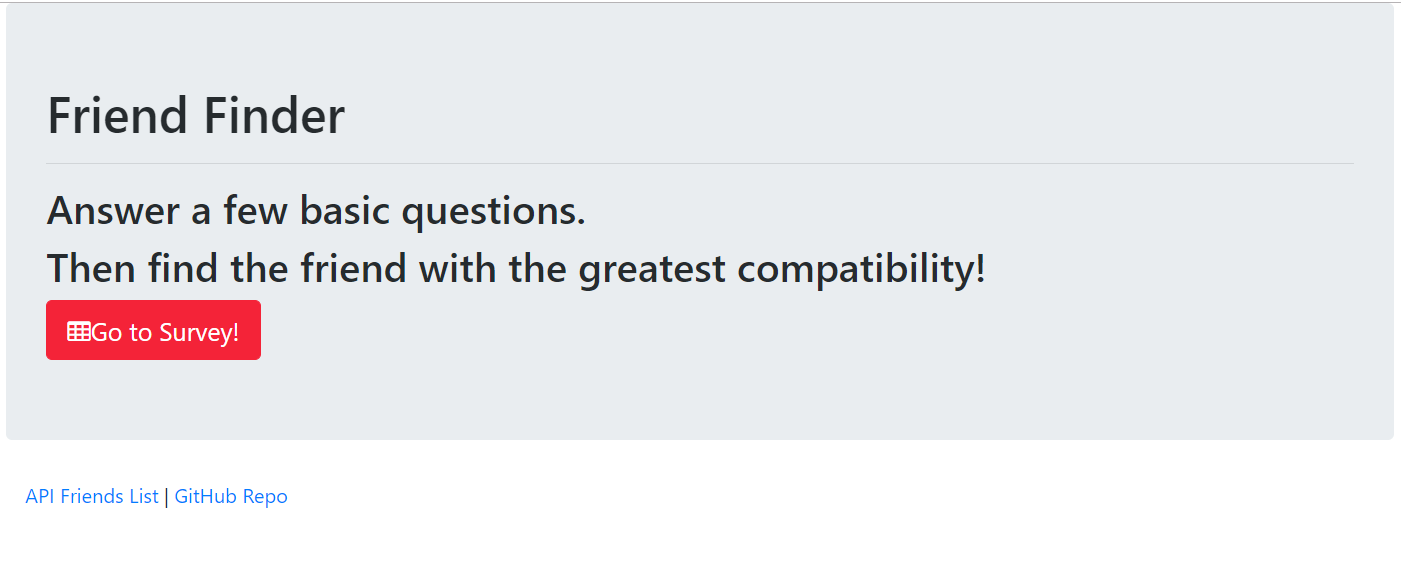 Friend Finder
Answer a few basic questions.
Then find the friend with the greatest compatibility!
Go to Survey!
API Friends List | GitHub Repo